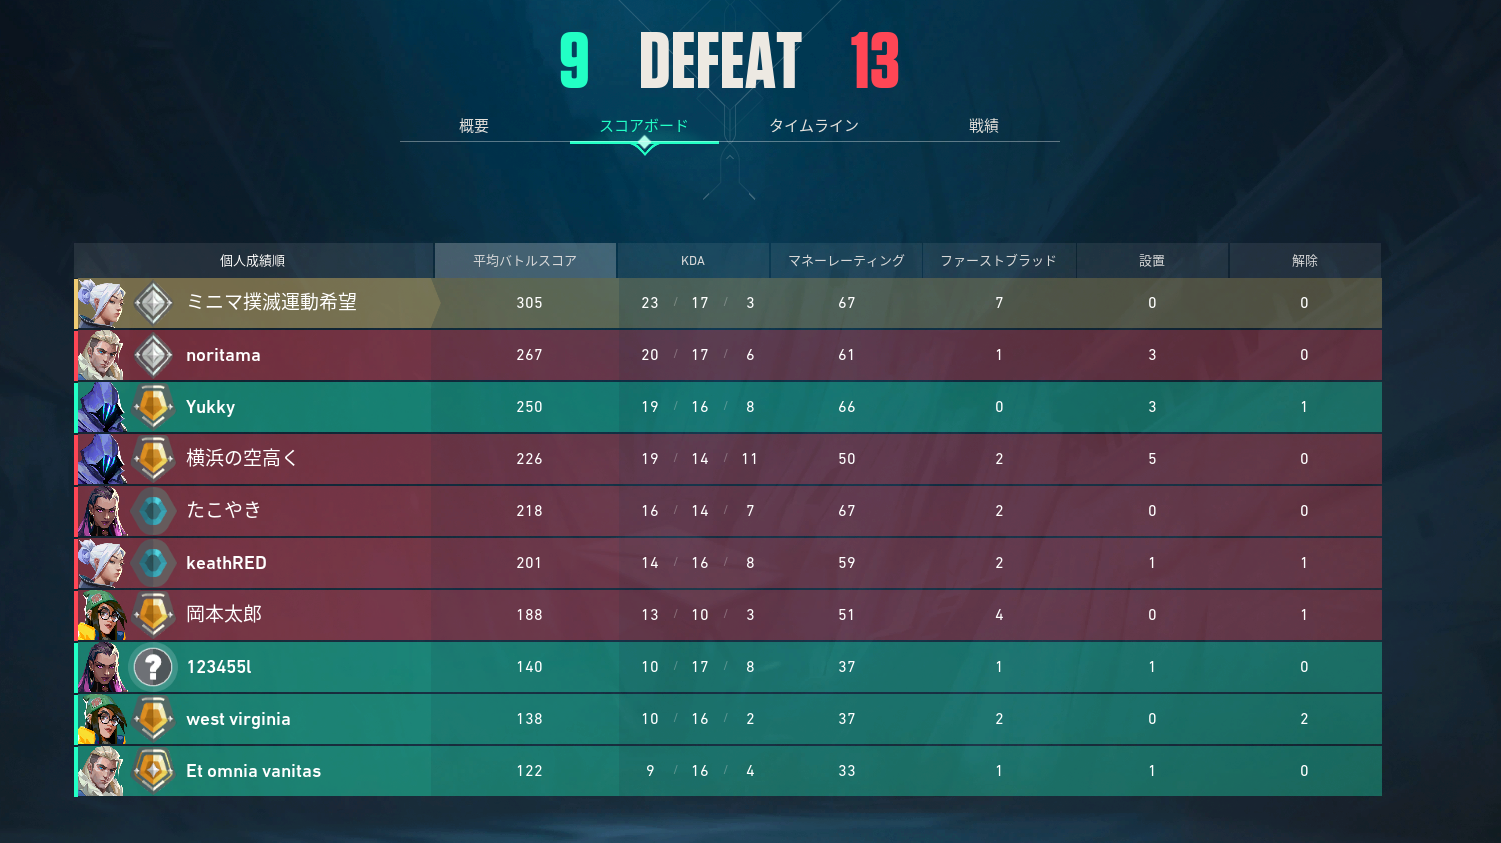 9 DEFEAT 13
概要 スコアボード タイムライン 戦績
個人成績順 平均バトルスコア KDA マネーレーティング ファーストブラッド 設置 解除
ミニマ撲滅運動希望 305 23 / 17 / 3 67 7 0 0
noritama 267 20 / 17 / 6 61 1 3 0
Yukky 250 19 / 16 / 8 66 0 3 1
横浜の空高く 226 19 / 14 / 11 50 2 5 0
たこやき 218 16 / 14 / 7 67 2 0 0
keathRED 201 14 / 16 / 8 59 2 1 1
岡本太郎 188 13 / 10 / 3 51 4 0 1
? 123455l 140 10 / 17 / 8 37 1 1 0
west virginia 138 10 / 16 / 2 37 2 0 2
Et omnia vanitas 122 9 / 16 / 4 33 1 1 0